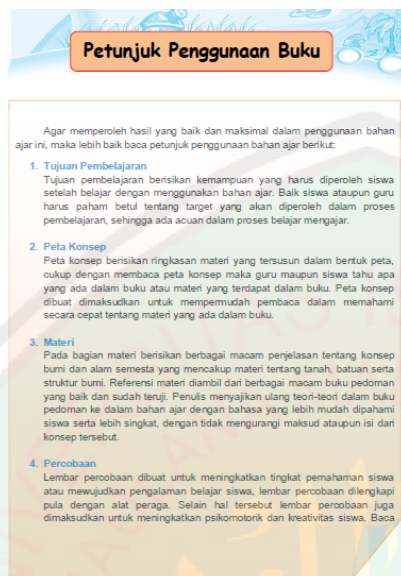 Petunjuk Penggunaan Buku
Agar memperoleh hasil yang baik dan maksimal dalam penggunaan bahan
ajar ini, maka lebih baik baca petunjuk penggunaan bahan ajar berikut:
1. Tujuan Pembelajaran
Tujuan pembelajaran berisikan kemampuan yang harus diperoleh siswa
setelah belajar dengan menggunakan bahan ajar. Baik siswa ataupun guru
harus paham betul tentang target yang akan diperoleh dalam proses
pembelajaran, sehingga ada acuan dalam proses belajar mengajar.
2. Peta Konsep
Peta konsep berisikan ringkasan materi yang tersusun dalam bentuk peta,
cukup dengan membaca peta konsep maka guru maupun siswa tahu apa
yang ada dalam buku atau materi yang terdapat dalam buku. Peta konsep
dibuat dimaksudkan untuk mempermudah pembaca dalam memahami
secara cepat tentang materi yang ada dalam buku.
3. Materi
Pada bagian materi berisikan berbagai macam penjelasan tentang konsep
bumi dan alam semesta yang mencakup materi tentang tanah, batuan serta
struktur bumi. Referensi materi diambil dari berbagai macam buku pedoman
yang baik dan sudah teruji. Penulis menyajikan ulang teori-teori dalam buku
pedoman ke dalam bahan ajar dengan bahasa yang lebih mudah dipahami
siswa serta lebih singkat, dengan tidak mengurangi maksud ataupun isi dari
konsep tersebut.
4. Percobaan
Lembar percobaan dibuat untuk meningkatkan tingkat pemahaman siswa
atau mewujudkan pengalaman belajar siswa, lembar percobaan dilengkapi
pula dengan alat peraga. Selain hal tersebut lembar percobaan juga
dimaksudkan untuk meningkatkan psikomotorik dan kreativitas siswa. Baca